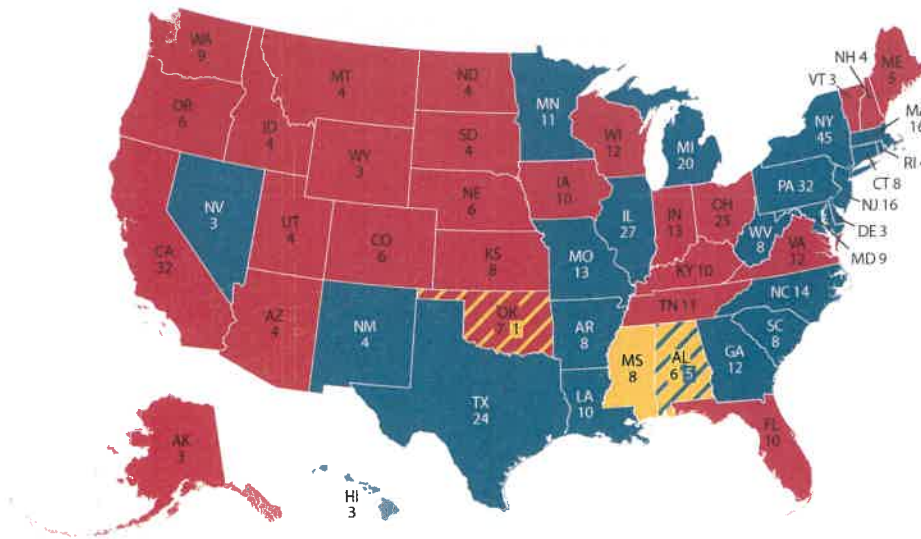 WA
9
MT
4
ND
4
MN
11
NH 4
ME
5
VT 3
OR
6
ID
4
SD
4
WI
12
MI
20
NY
45
MA
16
WY
3
RI 4
NE
6
IA
10
PA 32
CT 8
NJ 16
NV
3
UT
4
CO
6
IL
27
IN
13
OH
25
WV
8
DE 3
MD 9
CA
32
KS
8
MO
13
KY 10
VA
12
NC 14
AZ
4
NM
4
OK
7 1
AR
8
TN 11
SC
8
MS
8
AL
6 5
GA
12
TX
24
LA
10
FL
10
AK
3
HI
3